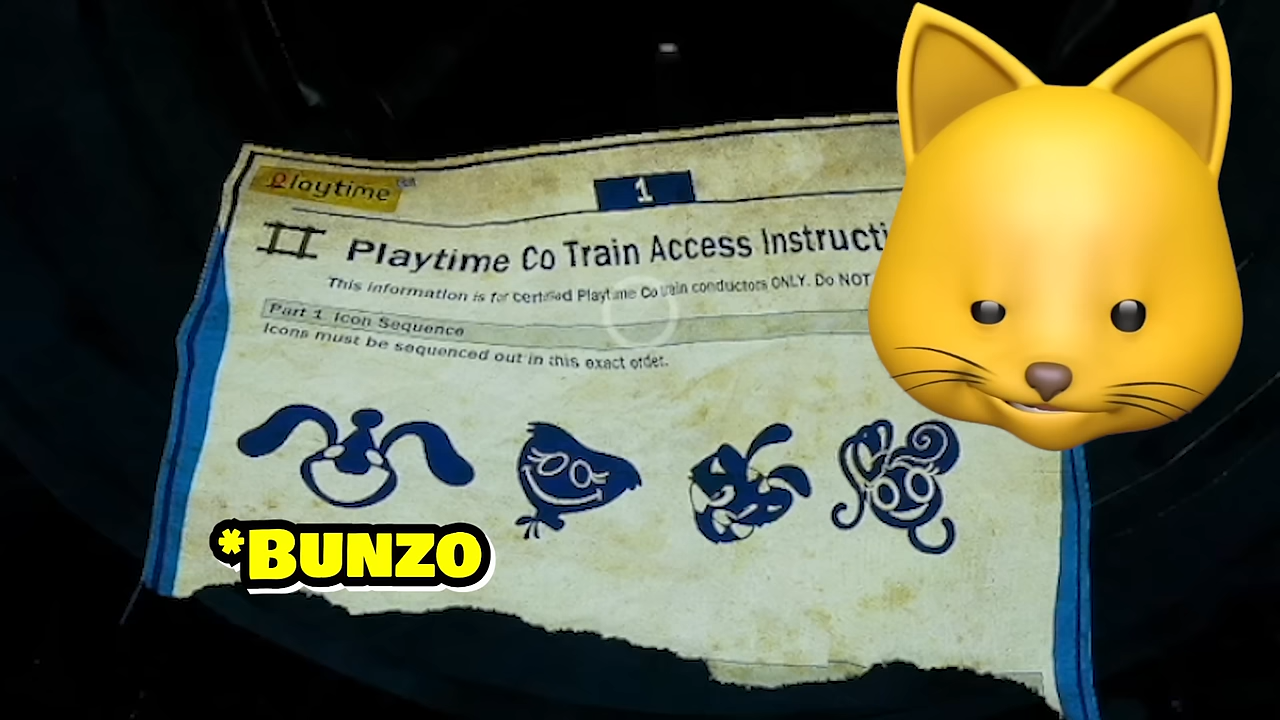 Playtime
1
Playtime Co Train Access Instructi
This information is for certified Playtime Co train conductors ONLY. Do NOT
Part 1 Icon Sequence
Icons must be sequenced out in this exact order.
*BUNZO